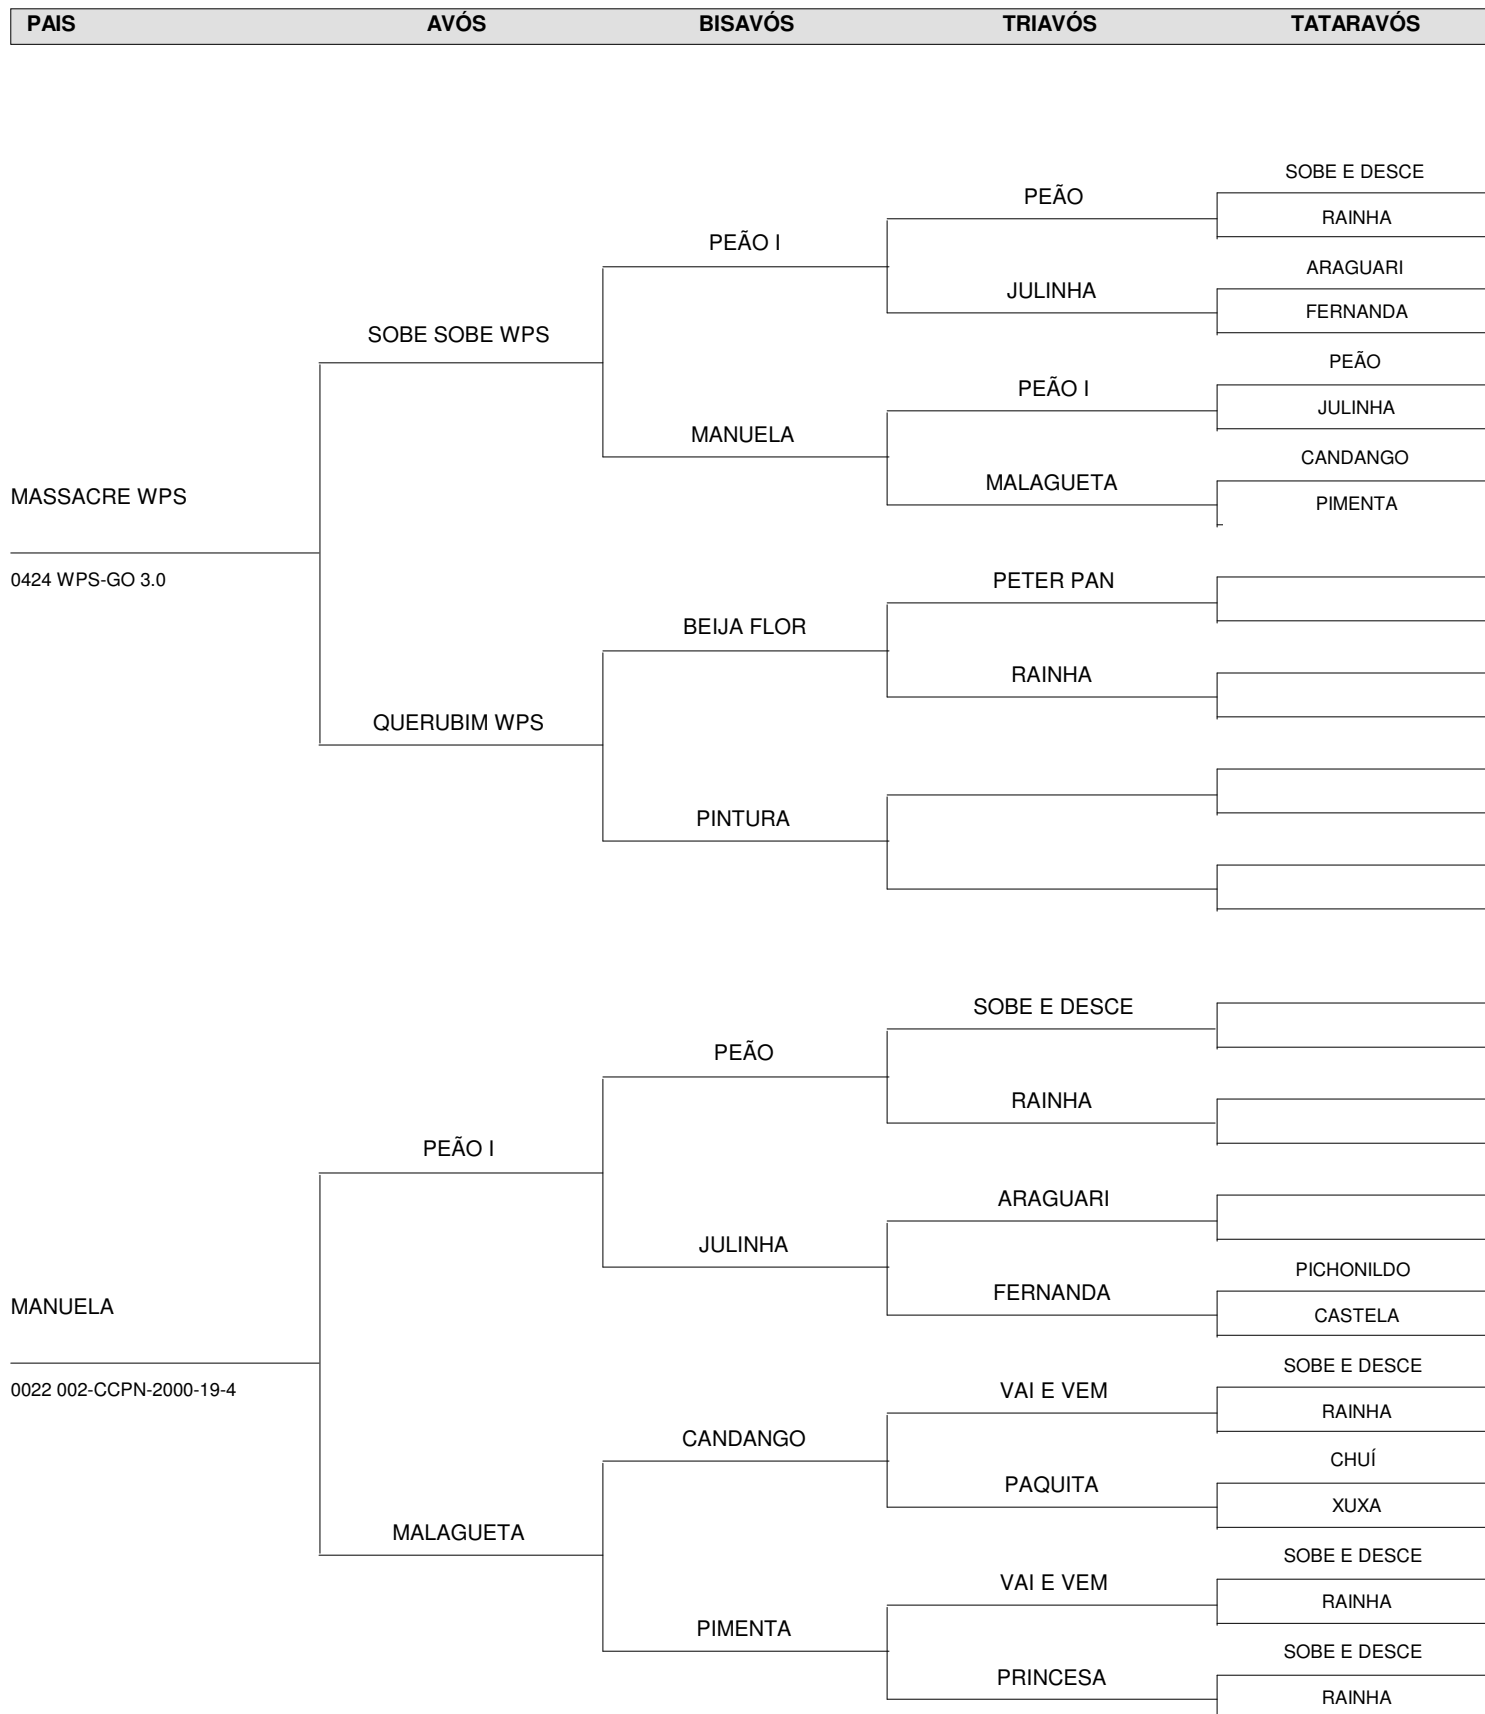 PAIS AVÓS BISAVÓS TRIAVÓS TATARAVÓS
SOBE E DESCE
PEÃO
RAINHA
PEÃO I
ARAGUARI
JULINHA
FERNANDA
SOBE SOBE WPS
PEÃO
PEÃO I
JULINHA
MANUELA
CANDANGO
MALAGUETA
MASSACRE WPS
PIMENTA
0424 WPS-GO 3.0
PETER PAN
BEIJA FLOR
RAINHA
QUERUBIM WPS
PINTURA
SOBE E DESCE
PEÃO
RAINHA
PEÃO I
ARAGUARI
JULINHA
PICHONILDO
FERNANDA
MANUELA
CASTELA
SOBE E DESCE
0022 002-CCPN-2000-19-4
VAI E VEM
RAINHA
CANDANGO
CHUÍ
PAQUITA
XUXA
MALAGUETA
SOBE E DESCE
VAI E VEM
RAINHA
PIMENTA
SOBE E DESCE
PRINCESA
RAINHA